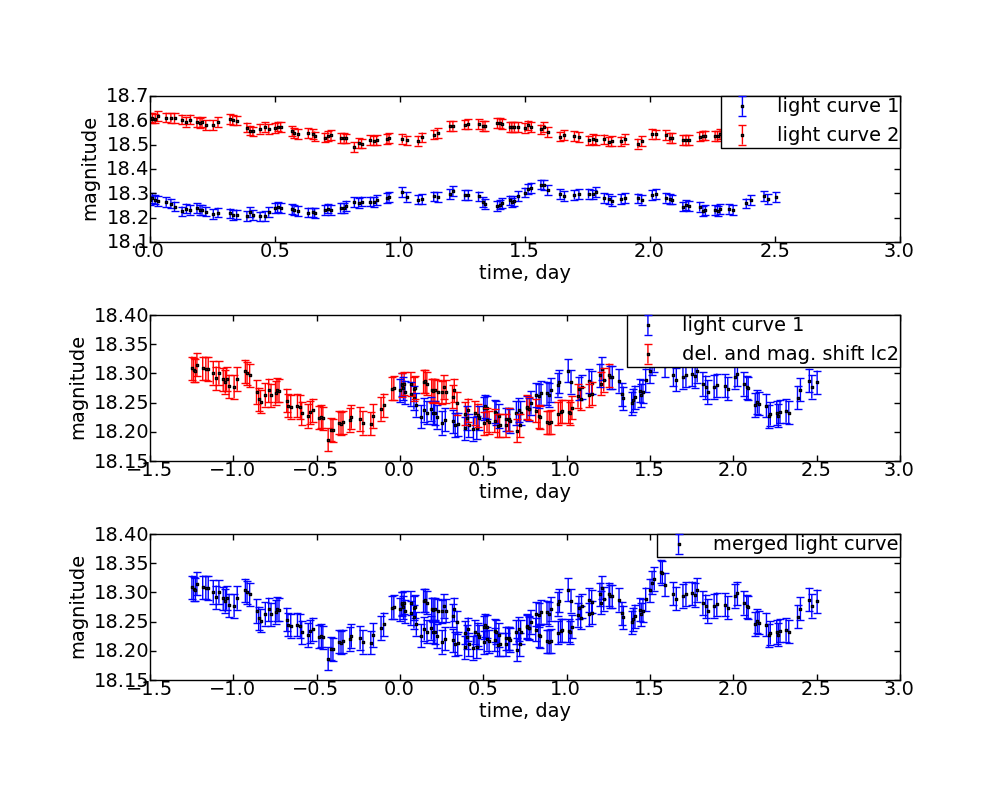 18.7
18.6
18.5
18.4
18.3
18.2
18.1
magnitude
light curve 1
light curve 2
0.0 0.5 1.0 1.5 2.0 2.5 3.0
time, day
18.40
18.35
18.30
18.25
18.20
18.15
magnitude
light curve 1
del. and mag. shift lc2
−1.5 −1.0 −0.5 0.0 0.5 1.0 1.5 2.0 2.5 3.0
time, day
18.40
18.35
18.30
18.25
18.20
18.15
magnitude
merged light curve
−1.5 −1.0 −0.5 0.0 0.5 1.0 1.5 2.0 2.5 3.0
time, day